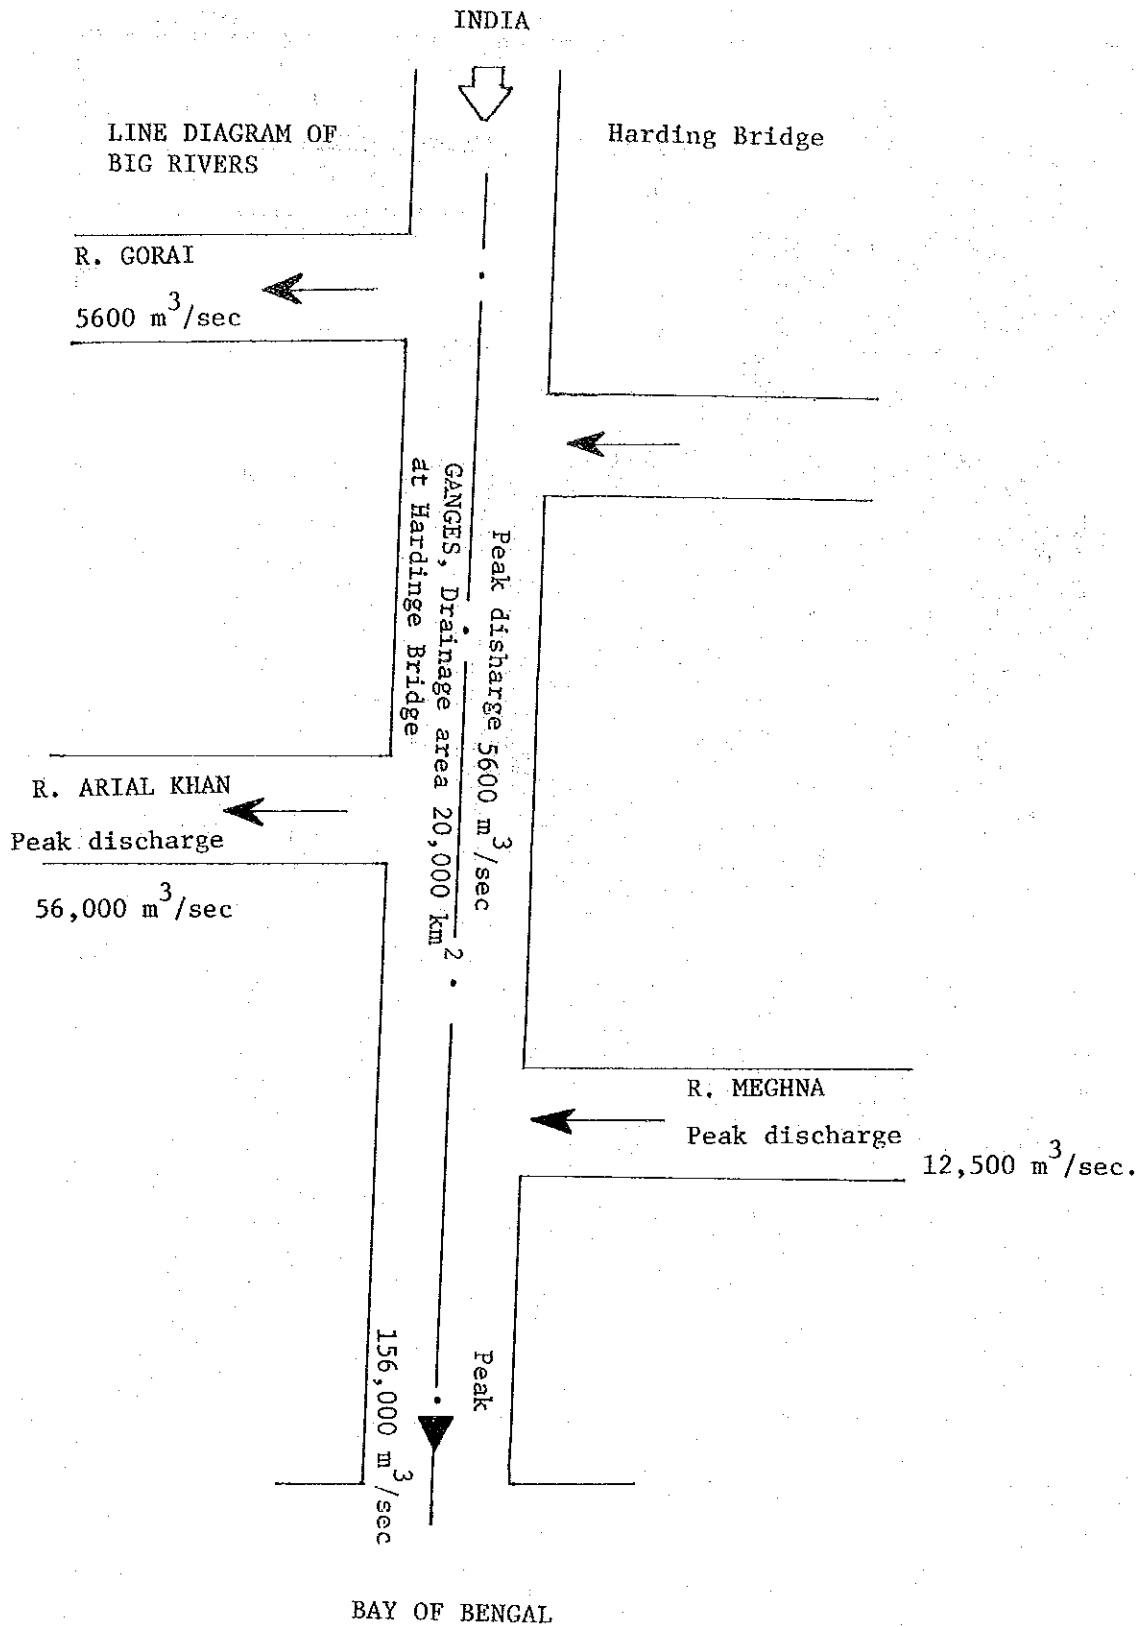 INDIA
LINE DIAGRAM OF
BIG RIVERS
Harding Bridge
R. GORAI
5600 m³/sec
Peak disharge 5600 m³/sec
GANGES, Drainage area 20,000 km²
at Hardinge Bridge
R. ARIAL KHAN
Peak discharge
56,000 m³/sec
R. MEGHNA
Peak discharge
12,500 m³/sec.
Peak
156,000 m³/sec
BAY OF BENGAL